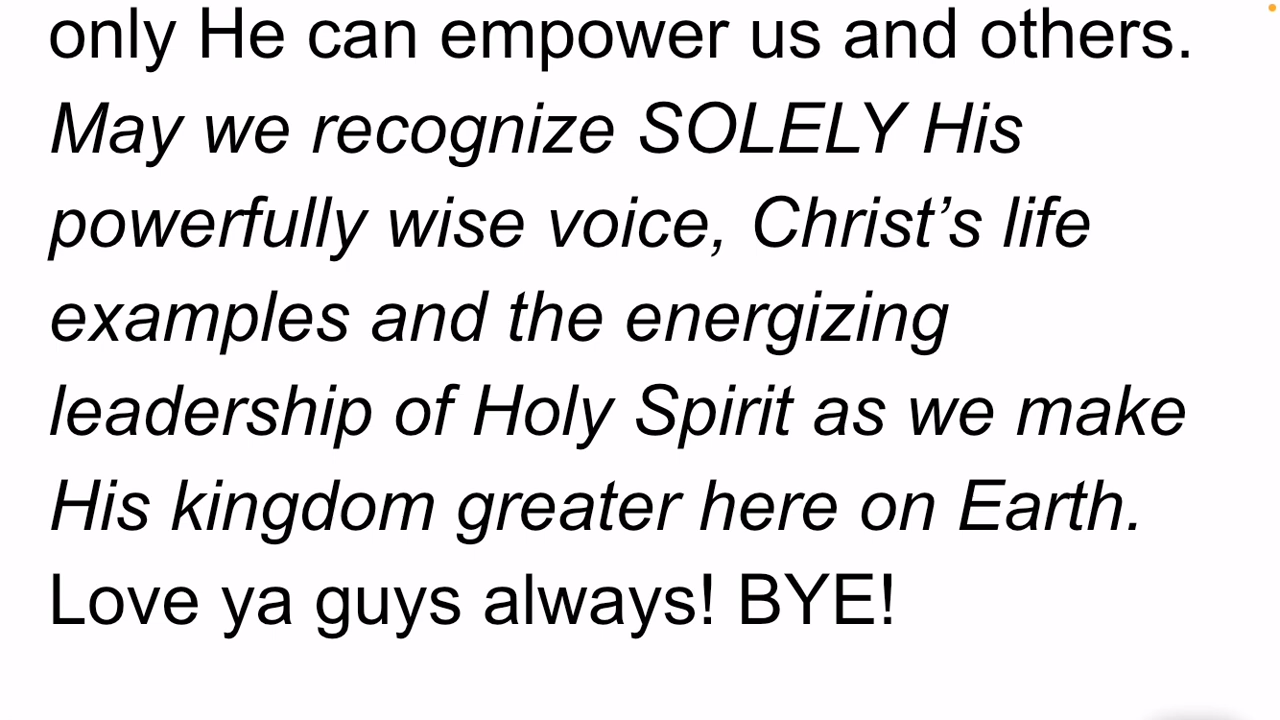 only He can empower us and others.
May we recognize SOLELY His
powerfully wise voice, Christ’s life
examples and the energizing
leadership of Holy Spirit as we make
His kingdom greater here on Earth.
Love ya guys always! BYE!